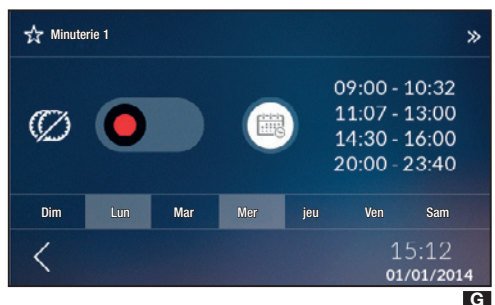 Minuterie 1
09:00 - 10:32
11:07 - 13:00
14:30 - 16:00
20:00 - 23:40
Dim Lun Mar Mer jeu Ven Sam
15:12
01/01/2014
G